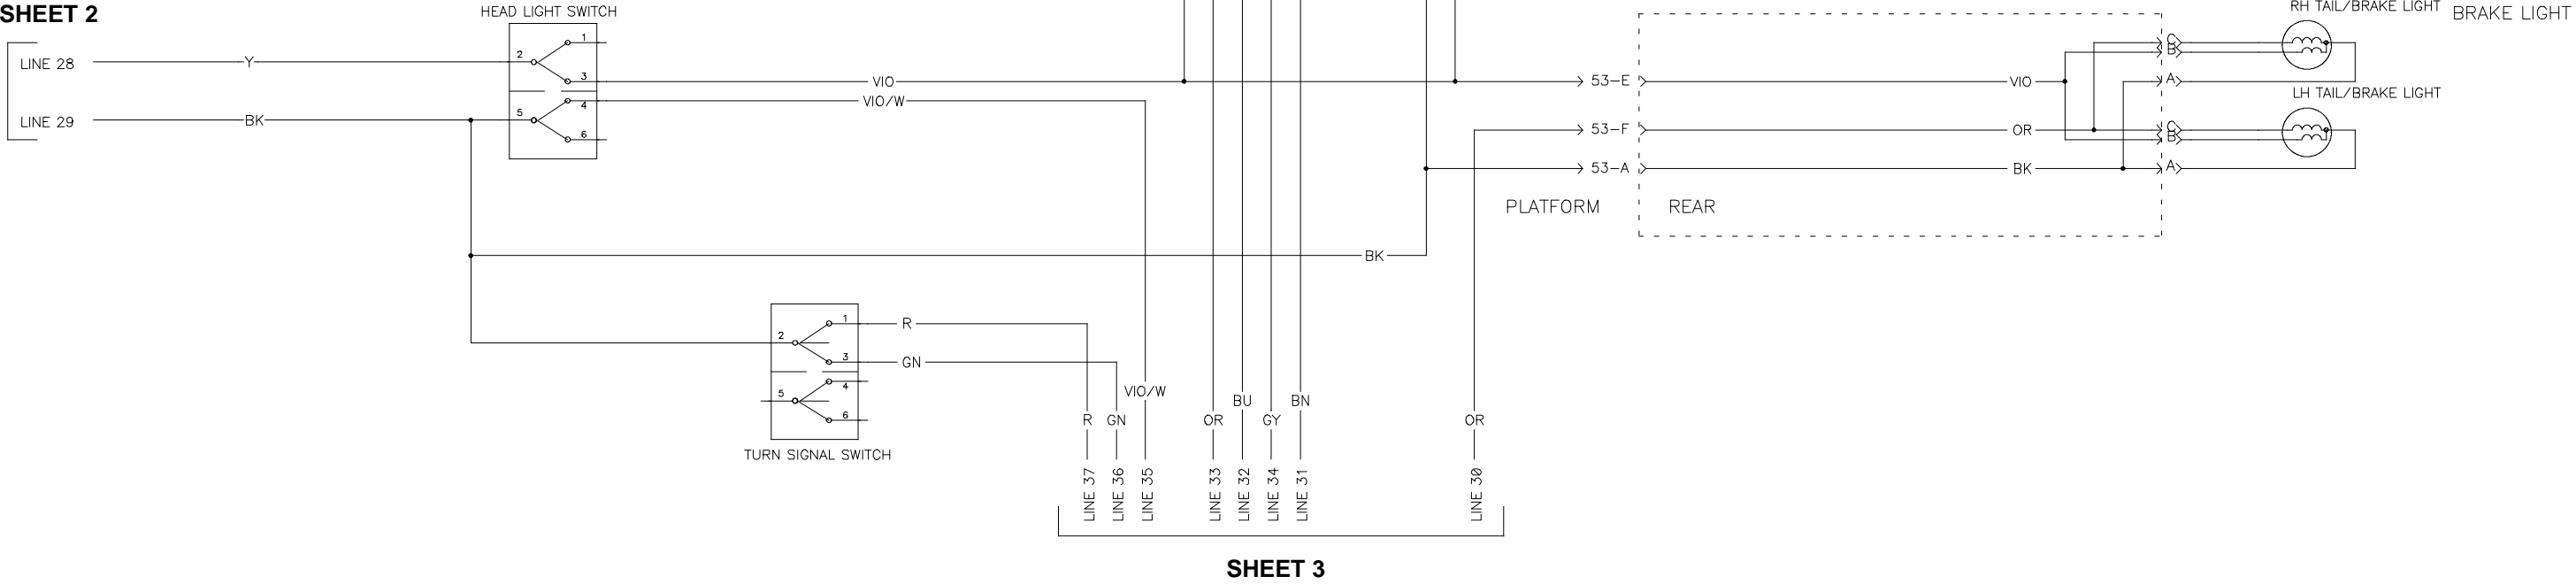 SHEET 2
HEAD LIGHT SWITCH
RH TAIL/BRAKE LIGHT
BRAKE LIGHT
LINE 28
Y
2
1
3
VIO
53-E
VIO
C
B
A
VIO/W
LH TAIL/BRAKE LIGHT
LINE 29
BK
5
4
6
53-F
OR
C
B
53-A
BK
A
PLATFORM
REAR
BK
2
1
3
R
GN
5
4
6
VIO/W
BU
BN
R
GN
OR
GY
OR
TURN SIGNAL SWITCH
LINE 37
LINE 36
LINE 35
LINE 33
LINE 32
LINE 34
LINE 31
LINE 30
SHEET 3